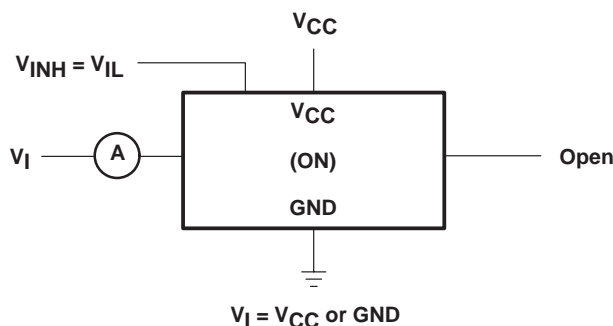 VCC
VINH = VIL
VCC
VI
A
(ON)
Open
GND
VI = VCC or GND